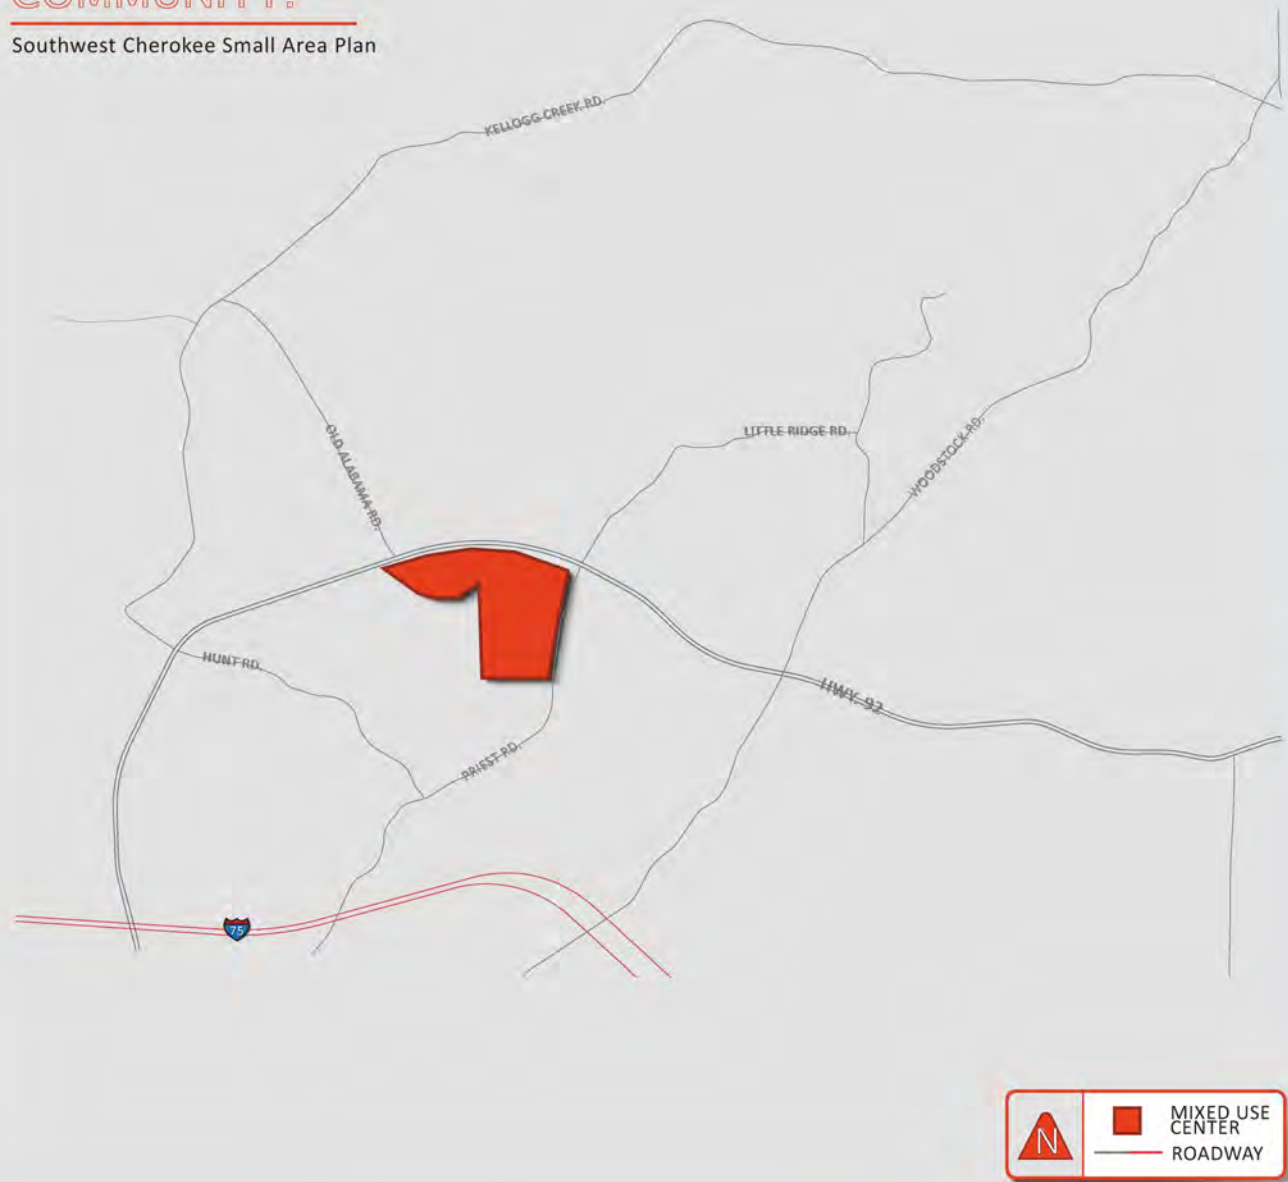 COMMUNITY:
Southwest Cherokee Small Area Plan
KELLOGG CREEK RD.
OLD ALABAMA RD.
LITTLE RIDGE RD.
WOODSTOCK RD.
HUNT RD.
HWY. 92
PRIEST RD.
75
N
MIXED USE
CENTER
ROADWAY